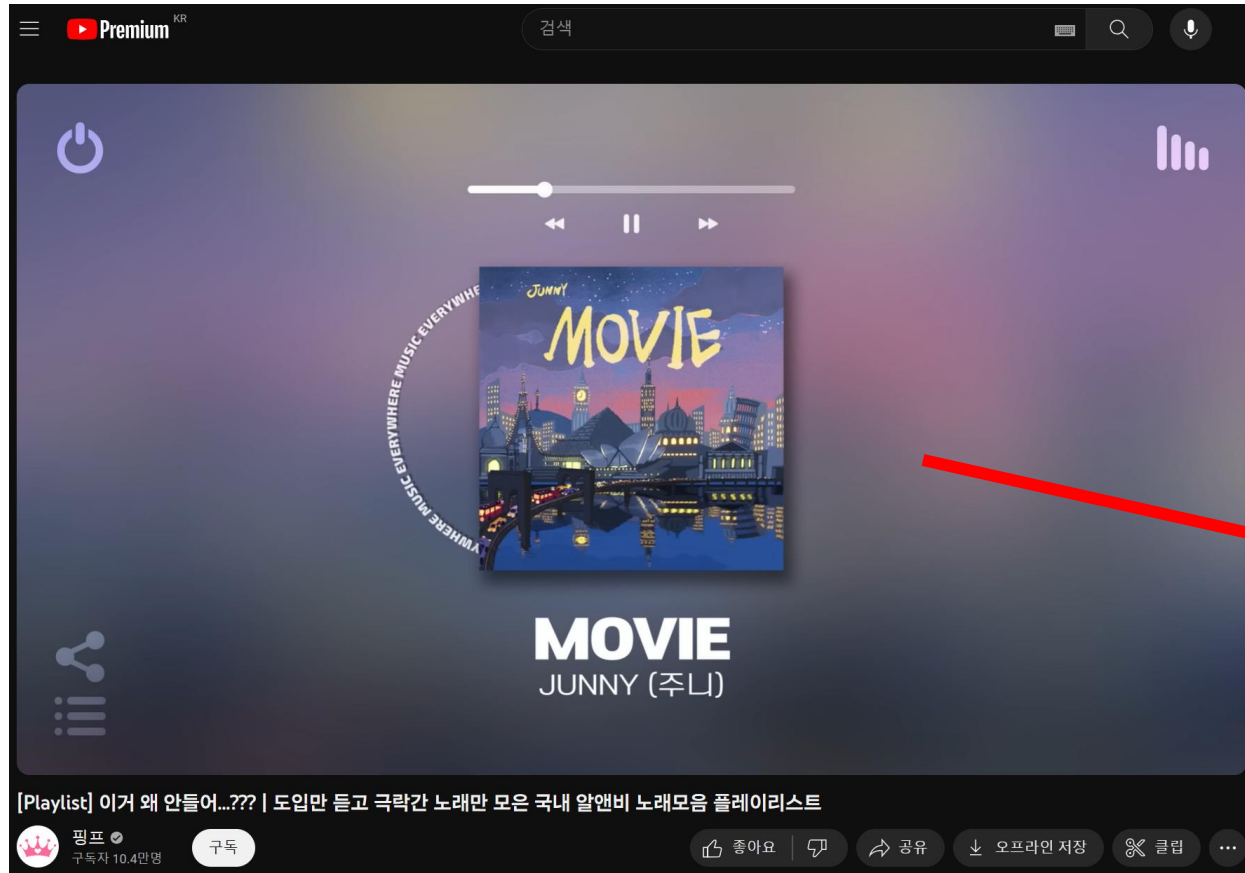 Premium KR
검색
JUNNY
MOVIE
MUSIC EVERYWHERE MUSIC EVERYWHERE
MOVIE
JUNNY (주니)
[Playlist] 이거 왜 안들어...??? | 도입만 듣고 극락간 노래만 모은 국내 알앤비 노래모음 플레이리스트
핑프
구독자 10.4만명
구독
좋아요
공유
오프라인 저장
클립